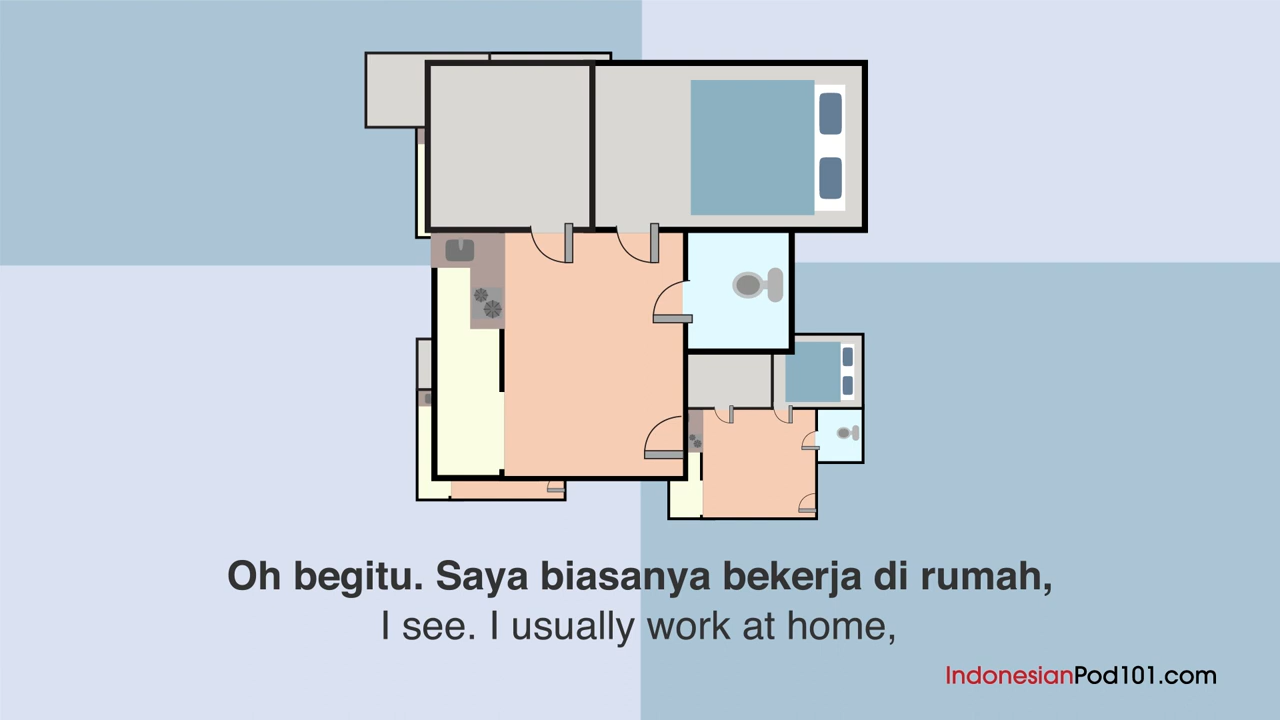 Oh begitu. Saya biasanya bekerja di rumah,
I see. I usually work at home,
IndonesianPod101.com